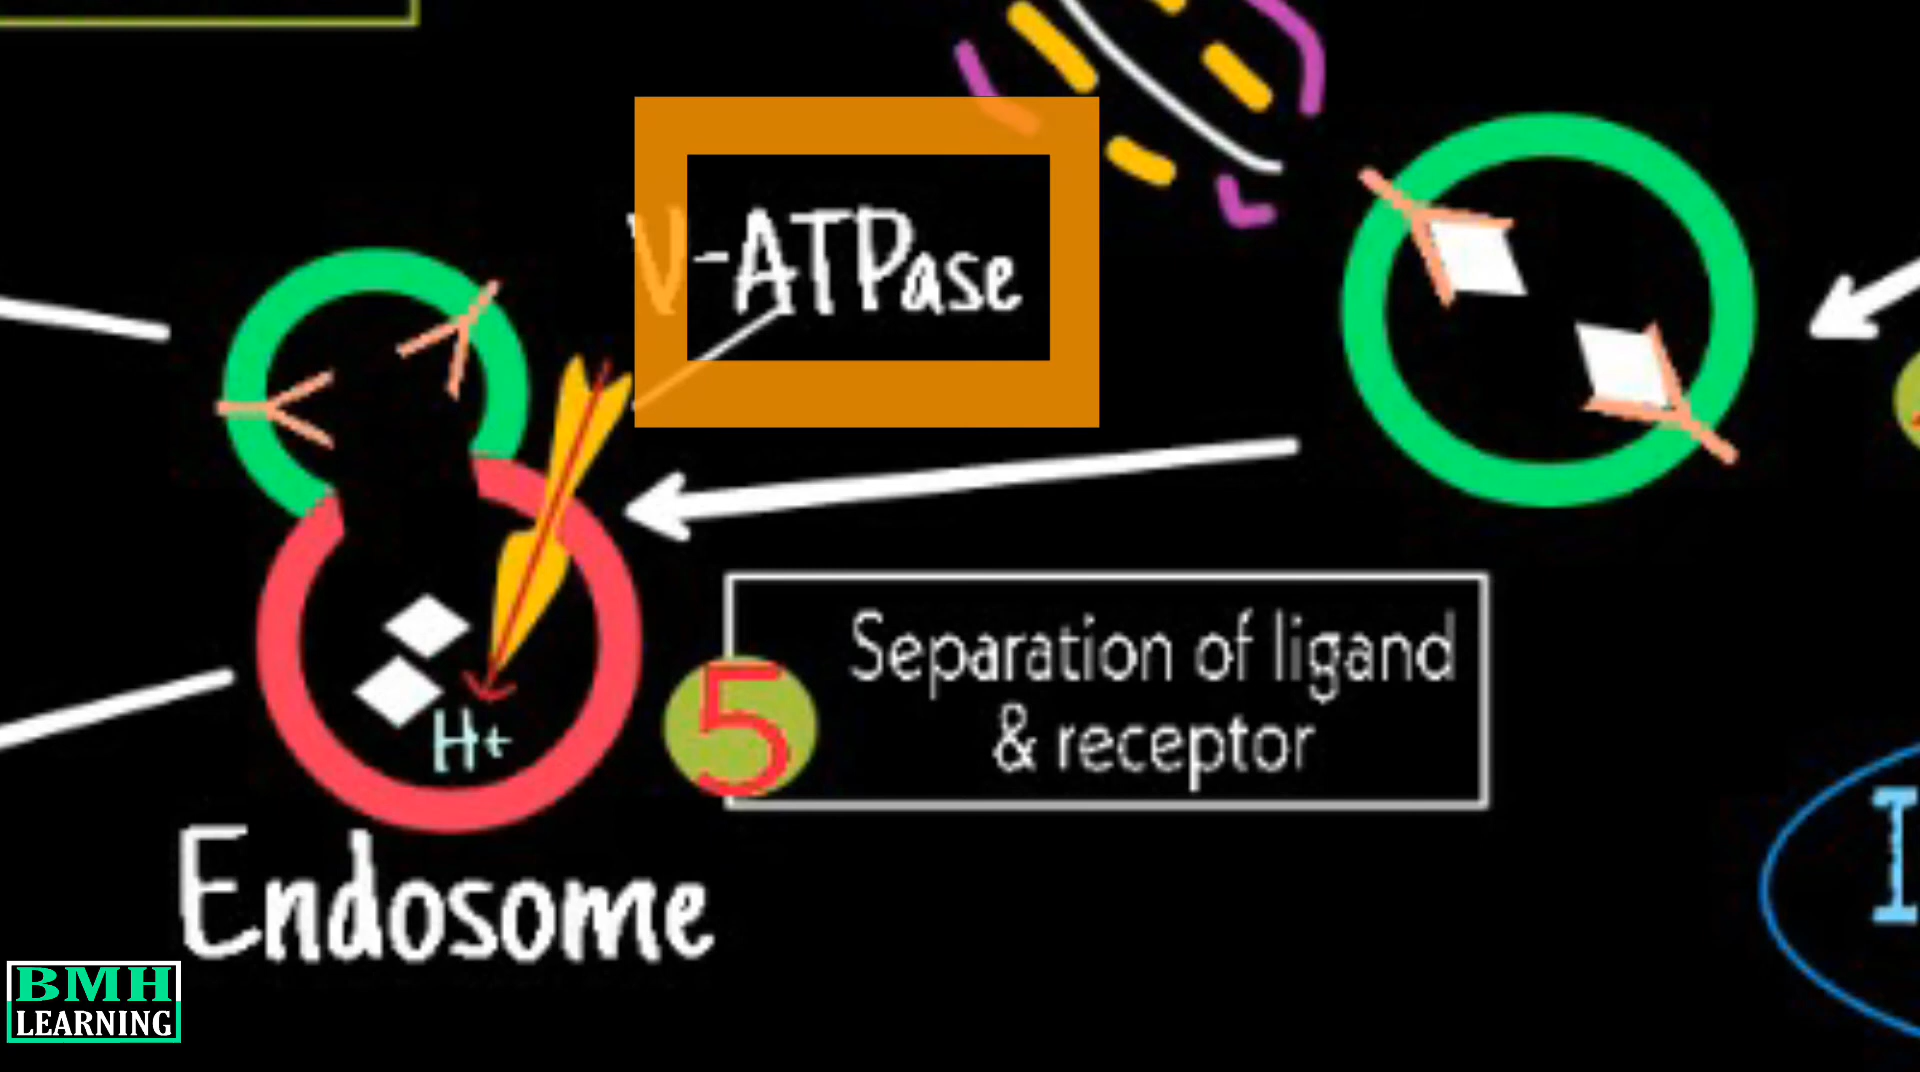 V-ATPase
Separation of ligand
& receptor
5
H+
Endosome
I
BMH
LEARNING